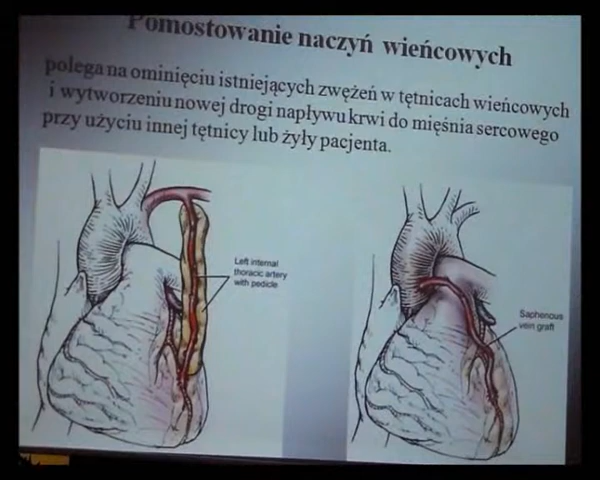 Pomostowanie naczyń wieńcowych
polega na ominięciu istniejących zwężeń w tętnicach wieńcowych
i wytworzeniu nowej drogi napływu krwi do mięśnia sercowego
przy użyciu innej tętnicy lub żyły pacjenta.
Left internal
thoracic artery
with pedicle
Saphenous
vein graft